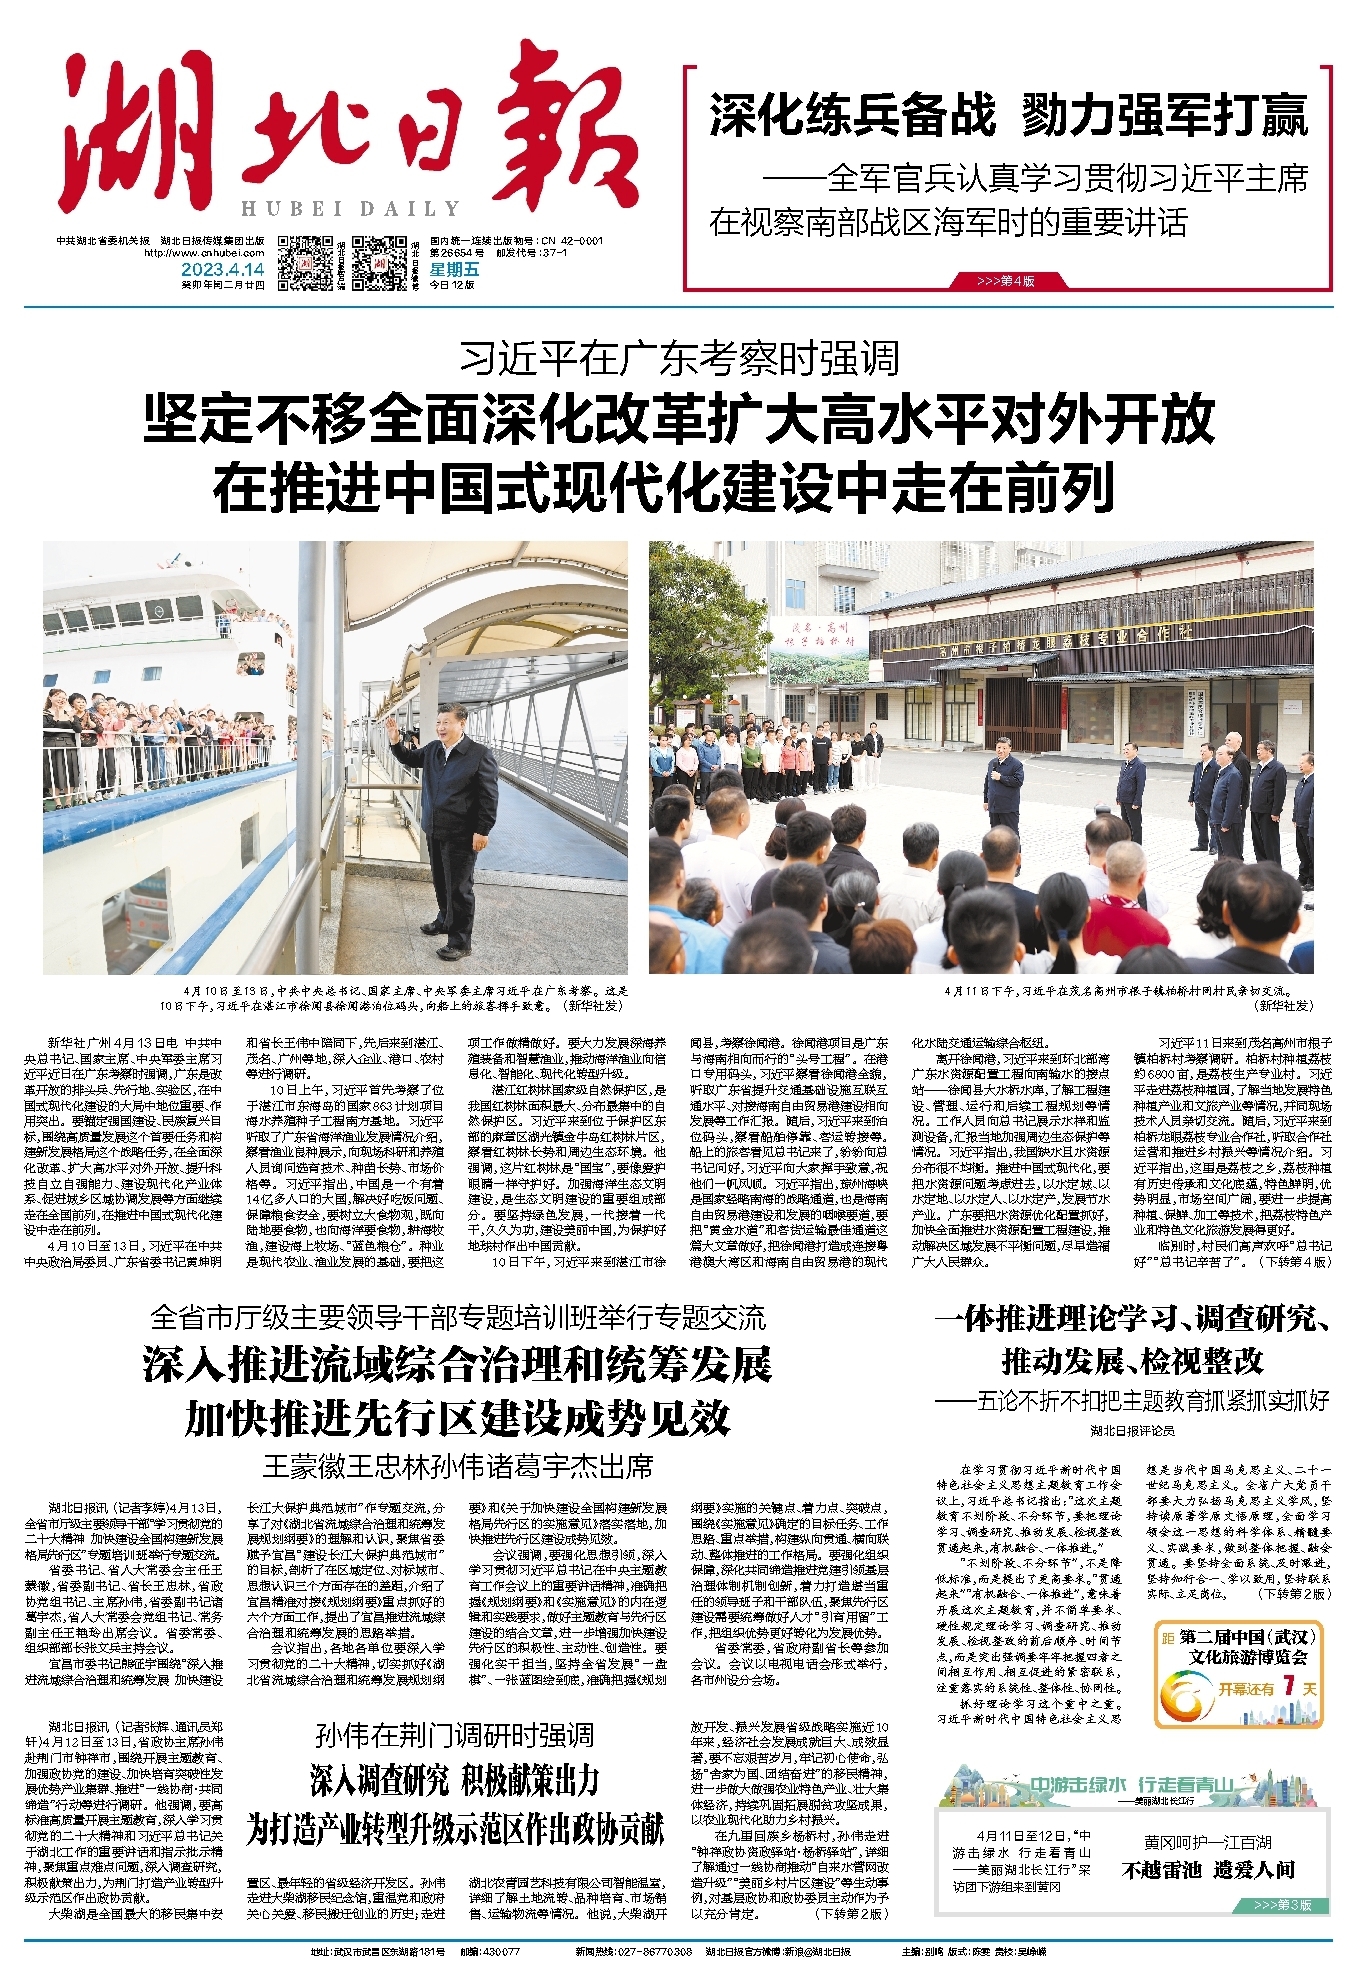 湖北日報
HUBEI DAILY
中共湖北省委机关报 湖北日报传媒集团出版
http://www.cnhubei.com
2023.4.14
癸卯年闰二月廿四
国内统一连续出版物号:CN 42-0001
第26654号 邮发代号:37-1
星期五
今日12版
深化练兵备战 勠力强军打赢
——全军官兵认真学习贯彻习近平主席
在视察南部战区海军时的重要讲话
>>>第4版
习近平在广东考察时强调
坚定不移全面深化改革扩大高水平对外开放
在推进中国式现代化建设中走在前列
茂名·高州
根子柏桥村
高州市根子柏桥龙眼荔枝专业合作社
4月10日至13日,中共中央总书记、国家主席、中央军委主席习近平在广东考察。这是
10日下午,习近平在湛江市徐闻县徐闻港泊位码头,向船上的旅客挥手致意。(新华社发)
4月11日下午,习近平在茂名高州市根子镇柏桥村同村民亲切交流。
(新华社发)
新华社广州4月13日电 中共中
央总书记、国家主席、中央军委主席习
近平近日在广东考察时强调,广东是改
革开放的排头兵、先行地、实验区,在中
国式现代化建设的大局中地位重要、作
用突出。要锚定强国建设、民族复兴目
标,围绕高质量发展这个首要任务和构
建新发展格局这个战略任务,在全面深
化改革、扩大高水平对外开放、提升科
技自立自强能力、建设现代化产业体
系、促进城乡区域协调发展等方面继续
走在全国前列,在推进中国式现代化建
设中走在前列。
4月10日至13日,习近平在中共
中央政治局委员、广东省委书记黄坤明
和省长王伟中陪同下,先后来到湛江、
茂名、广州等地,深入企业、港口、农村
等进行调研。
10日上午,习近平首先考察了位
于湛江市东海岛的国家863计划项目
海水养殖种子工程南方基地。习近平
听取了广东省海洋渔业发展情况介绍,
察看渔业良种展示,向现场科研和养殖
人员询问选育技术、种苗长势、市场价
格等。习近平指出,中国是一个有着
14亿多人口的大国,解决好吃饭问题、
保障粮食安全,要树立大食物观,既向
陆地要食物,也向海洋要食物,耕海牧
渔,建设海上牧场、“蓝色粮仓”。种业
是现代农业、渔业发展的基础,要把这
项工作做精做好。要大力发展深海养
殖装备和智慧渔业,推动海洋渔业向信
息化、智能化、现代化转型升级。
湛江红树林国家级自然保护区,是
我国红树林面积最大、分布最集中的自
然保护区。习近平来到位于保护区东
部的麻章区湖光镇金牛岛红树林片区,
察看红树林长势和周边生态环境。他
强调,这片红树林是“国宝”,要像爱护
眼睛一样守护好。加强海洋生态文明
建设,是生态文明建设的重要组成部
分。要坚持绿色发展,一代接着一代
干,久久为功,建设美丽中国,为保护好
地球村作出中国贡献。
10日下午,习近平来到湛江市徐
闻县,考察徐闻港。徐闻港项目是广东
与海南相向而行的“头号工程”。在港
口专用码头,习近平察看徐闻港全貌,
听取广东省提升交通基础设施互联互
通水平、对接海南自由贸易港建设相向
发展等工作汇报。随后,习近平来到泊
位码头,察看船舶停靠、客运转接等。
船上的旅客看见总书记来了,纷纷向总
书记问好,习近平向大家挥手致意,祝
他们一帆风顺。习近平指出,琼州海峡
是国家经略南海的战略通道,也是海南
自由贸易港建设和发展的咽喉要道,要
把“黄金水道”和客货运输最佳通道这
篇大文章做好,把徐闻港打造成连接粤
港澳大湾区和海南自由贸易港的现代
化水陆交通运输综合枢纽。
离开徐闻港,习近平来到环北部湾
广东水资源配置工程向南输水的接点
站——徐闻县大水桥水库,了解工程建
设、管理、运行和后续工程规划等情
况。工作人员向总书记展示水样和监
测设备,汇报当地加强周边生态保护等
情况。习近平指出,我国缺水且水资源
分布很不均衡。推进中国式现代化,要
把水资源问题考虑进去,以水定城、以
水定地、以水定人、以水定产,发展节水
产业。广东要把水资源优化配置抓好,
加快全面推进水资源配置工程建设,推
动解决区域发展不平衡问题,尽早造福
广大人民群众。
习近平11日来到茂名高州市根子
镇柏桥村考察调研。柏桥村种植荔枝
约6800亩,是荔枝生产专业村。习近
平走进荔枝种植园,了解当地发展特色
种植产业和文旅产业等情况,并同现场
技术人员亲切交流。随后,习近平来到
柏桥龙眼荔枝专业合作社,听取合作社
运营和推进乡村振兴等情况介绍。习
近平指出,这里是荔枝之乡,荔枝种植
有历史传承和文化底蕴,特色鲜明,优
势明显,市场空间广阔,要进一步提高
种植、保鲜、加工等技术,把荔枝特色产
业和特色文化旅游发展得更好。
临别时,村民们高声欢呼“总书记
好”“总书记辛苦了”。(下转第4版)
全省市厅级主要领导干部专题培训班举行专题交流
深入推进流域综合治理和统筹发展
加快推进先行区建设成势见效
王蒙徽王忠林孙伟诸葛宇杰出席
湖北日报讯 (记者李婷)4月13日,
全省市厅级主要领导干部“学习贯彻党的
二十大精神 加快建设全国构建新发展
格局先行区”专题培训班举行专题交流。
省委书记、省人大常委会主任王
蒙徽,省委副书记、省长王忠林,省政
协党组书记、主席孙伟,省委副书记诸
葛宇杰,省人大常委会党组书记、常务
副主任王艳玲出席会议。省委常委、
组织部部长张文兵主持会议。
宜昌市委书记熊征宇围绕“深入推
进流域综合治理和统筹发展 加快建设
长江大保护典范城市”作专题交流,分
享了对《湖北省流域综合治理和统筹发
展规划纲要》的理解和认识,聚焦省委
赋予宜昌“建设长江大保护典范城市”
的目标,剖析了在区域定位、对标城市、
思想认识三个方面存在的差距,介绍了
宜昌精准对接《规划纲要》重点抓好的
六个方面工作,提出了宜昌推进流域综
合治理和统筹发展的思路举措。
会议指出,各地各单位要深入学
习贯彻党的二十大精神,切实抓好《湖
北省流域综合治理和统筹发展规划纲
要》和《关于加快建设全国构建新发展
格局先行区的实施意见》落实落地,加
快推进先行区建设成势见效。
会议强调,要强化思想引领,深入
学习贯彻习近平总书记在中央主题教
育工作会议上的重要讲话精神,准确把
握《规划纲要》和《实施意见》的内在逻
辑和实践要求,做好主题教育与先行区
建设的结合文章,进一步增强加快建设
先行区的积极性、主动性、创造性。要
强化实干担当,坚持全省发展“一盘
棋”、一张蓝图绘到底,准确把握《规划
纲要》实施的关键点、着力点、突破点,
围绕《实施意见》确定的目标任务、工作
思路、重点举措,构建纵向贯通、横向联
动、整体推进的工作格局。要强化组织
保障,深化共同缔造推进党建引领基层
治理体制机制创新,着力打造堪当重
任的领导班子和干部队伍,聚焦先行区
建设需要统筹做好人才“引育用留”工
作,把组织优势更好转化为发展优势。
省委常委,省政府副省长等参加
会议。会议以电视电话会形式举行,
各市州设分会场。
一体推进理论学习、调查研究、
推动发展、检视整改
——五论不折不扣把主题教育抓紧抓实抓好
湖北日报评论员
在学习贯彻习近平新时代中国
特色社会主义思想主题教育工作会
议上,习近平总书记指出:“这次主题
教育不划阶段、不分环节,要把理论
学习、调查研究、推动发展、检视整改
贯通起来,有机融合、一体推进。”
“不划阶段、不分环节”,不是降
低标准,而是提出了更高要求。“贯通
起来”“有机融合、一体推进”,意味着
开展这次主题教育,并不简单要求、
硬性规定理论学习、调查研究、推动
发展、检视整改的前后顺序、时间节
点,而是突出强调要牢牢把握四者之
间相互作用、相互促进的紧密联系,
注重落实的系统性、整体性、协同性。
抓好理论学习这个重中之重。
习近平新时代中国特色社会主义思
想是当代中国马克思主义、二十一
世纪马克思主义。全省广大党员干
部要大力弘扬马克思主义学风,坚
持读原著学原文悟原理,全面学习
领会这一思想的科学体系、精髓要
义、实践要求,做到整体把握、融会
贯通。要坚持全面系统、及时跟进,
坚持知行合一、学以致用,坚持联系
实际、立足岗位, (下转第2版)
距 第二届中国(武汉)
文化旅游博览会
开幕还有 7 天
湖北日报讯 (记者张辉、通讯员郑
轩)4月12日至13日,省政协主席孙伟
赴荆门市钟祥市,围绕开展主题教育、
加强政协党的建设、加快培育突破性发
展优势产业集群、推进“一线协商·共同
缔造”行动等进行调研。他强调,要高
标准高质量开展主题教育,深入学习贯
彻党的二十大精神和习近平总书记关
于湖北工作的重要讲话和指示批示精
神,聚焦重点难点问题,深入调查研究,
积极献策出力,为荆门打造产业转型升
级示范区作出政协贡献。
大柴湖是全国最大的移民集中安
孙伟在荆门调研时强调
深入调查研究 积极献策出力
为打造产业转型升级示范区作出政协贡献
置区、最年轻的省级经济开发区。孙伟
走进大柴湖移民纪念馆,重温党和政府
关心关爱、移民搬迁创业的历史;走进
湖北农青园艺科技有限公司智能温室,
详细了解土地流转、品种培育、市场销
售、运输物流等情况。他说,大柴湖开
放开发、振兴发展省级战略实施近10
年来,经济社会发展成就巨大、成效显
著,要不忘艰苦岁月,牢记初心使命,弘
扬“舍家为国、团结奋进”的移民精神,
进一步做大做强农业特色产业、壮大集
体经济,持续巩固拓展脱贫攻坚成果,
以农业现代化助力乡村振兴。
在九里回族乡杨桥村,孙伟走进
“钟祥政协资政驿站·杨桥驿站”,详细
了解通过一线协商推动“自来水管网改
造升级”“美丽乡村片区建设”等生动事
例,对基层政协和政协委员主动作为予
以充分肯定。 (下转第2版)
中游击绿水 行走看青山
——美丽湖北长江行
4月11日至12日,“中
游击绿水 行走看青山
——美丽湖北长江行”采
访团下游组来到黄冈
黄冈呵护一江百湖
不越雷池 邀爱人间
>>>第3版
地址:武汉市武昌区东湖路181号 邮编:430077 新闻热线:027-86770308 湖北日报官方微博:新浪@湖北日报 主编:别鸣 版式:陈雯 责校:吴峥嵘